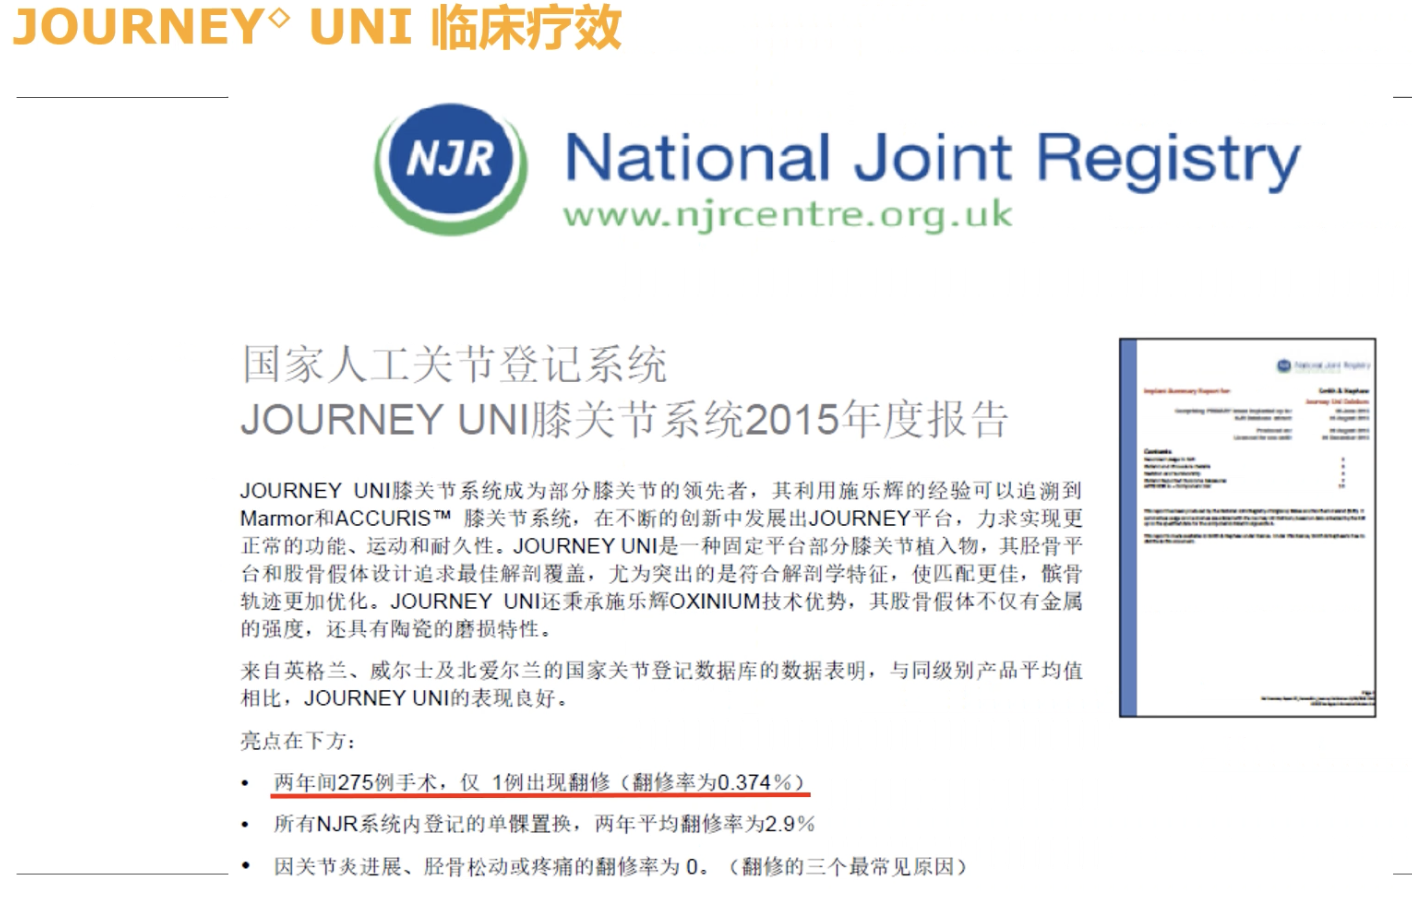 JOURNEY◇ UNI 临床疗效
NJR
National Joint Registry
www.njrcentre.org.uk
国家人工关节登记系统
JOURNEY UNI膝关节系统2015年度报告
JOURNEY UNI膝关节系统成为部分膝关节的领先者，其利用施乐辉的经验可以追溯到
Marmor和ACCURIS™ 膝关节系统，在不断的创新中发展出JOURNEY平台，力求实现更
正常的功能、运动和耐久性。JOURNEY UNI是一种固定平台部分膝关节植入物，其胫骨平
台和股骨假体设计追求最佳解剖覆盖，尤为突出的是符合解剖学特征，使匹配更佳，髌骨
轨迹更加优化。JOURNEY UNI还秉承施乐辉OXINIUM技术优势，其股骨假体不仅有金属
的强度，还具有陶瓷的磨损特性。
来自英格兰、威尔士及北爱尔兰的国家关节登记数据库的数据表明，与同级别产品平均值
相比，JOURNEY UNI的表现良好。
亮点在下方：
• 两年间275例手术，仅 1例出现翻修（翻修率为0.374%）
• 所有NJR系统内登记的单髁置换，两年平均翻修率为2.9%
• 因关节炎进展、胫骨松动或疼痛的翻修率为 0。（翻修的三个最常见原因）
National Joint Registry
Implant Summary Report for:
Smith & Nephew
Contents